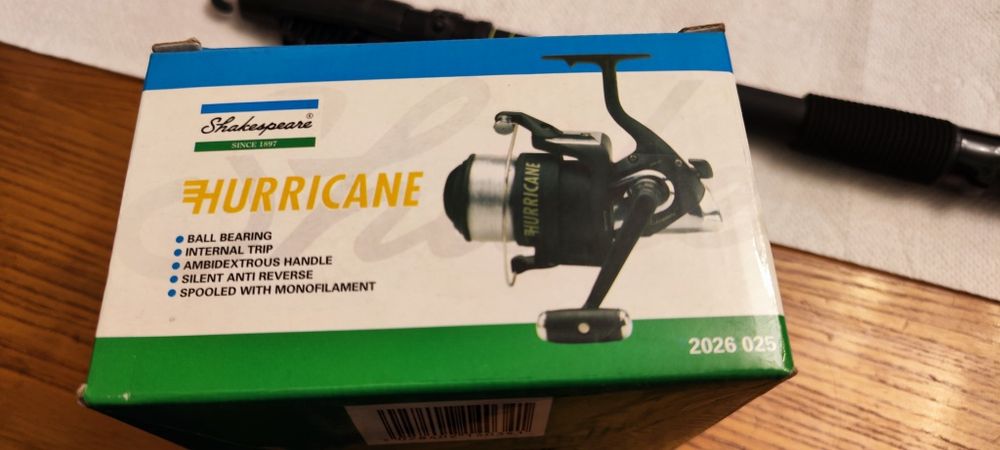 Shakespeare®
SINCE 1897
HURRICANE
BALL BEARING
INTERNAL TRIP
AMBIDEXTROUS HANDLE
SILENT ANTI REVERSE
SPOOLED WITH MONOFILAMENT
HURRICANE
2026 025